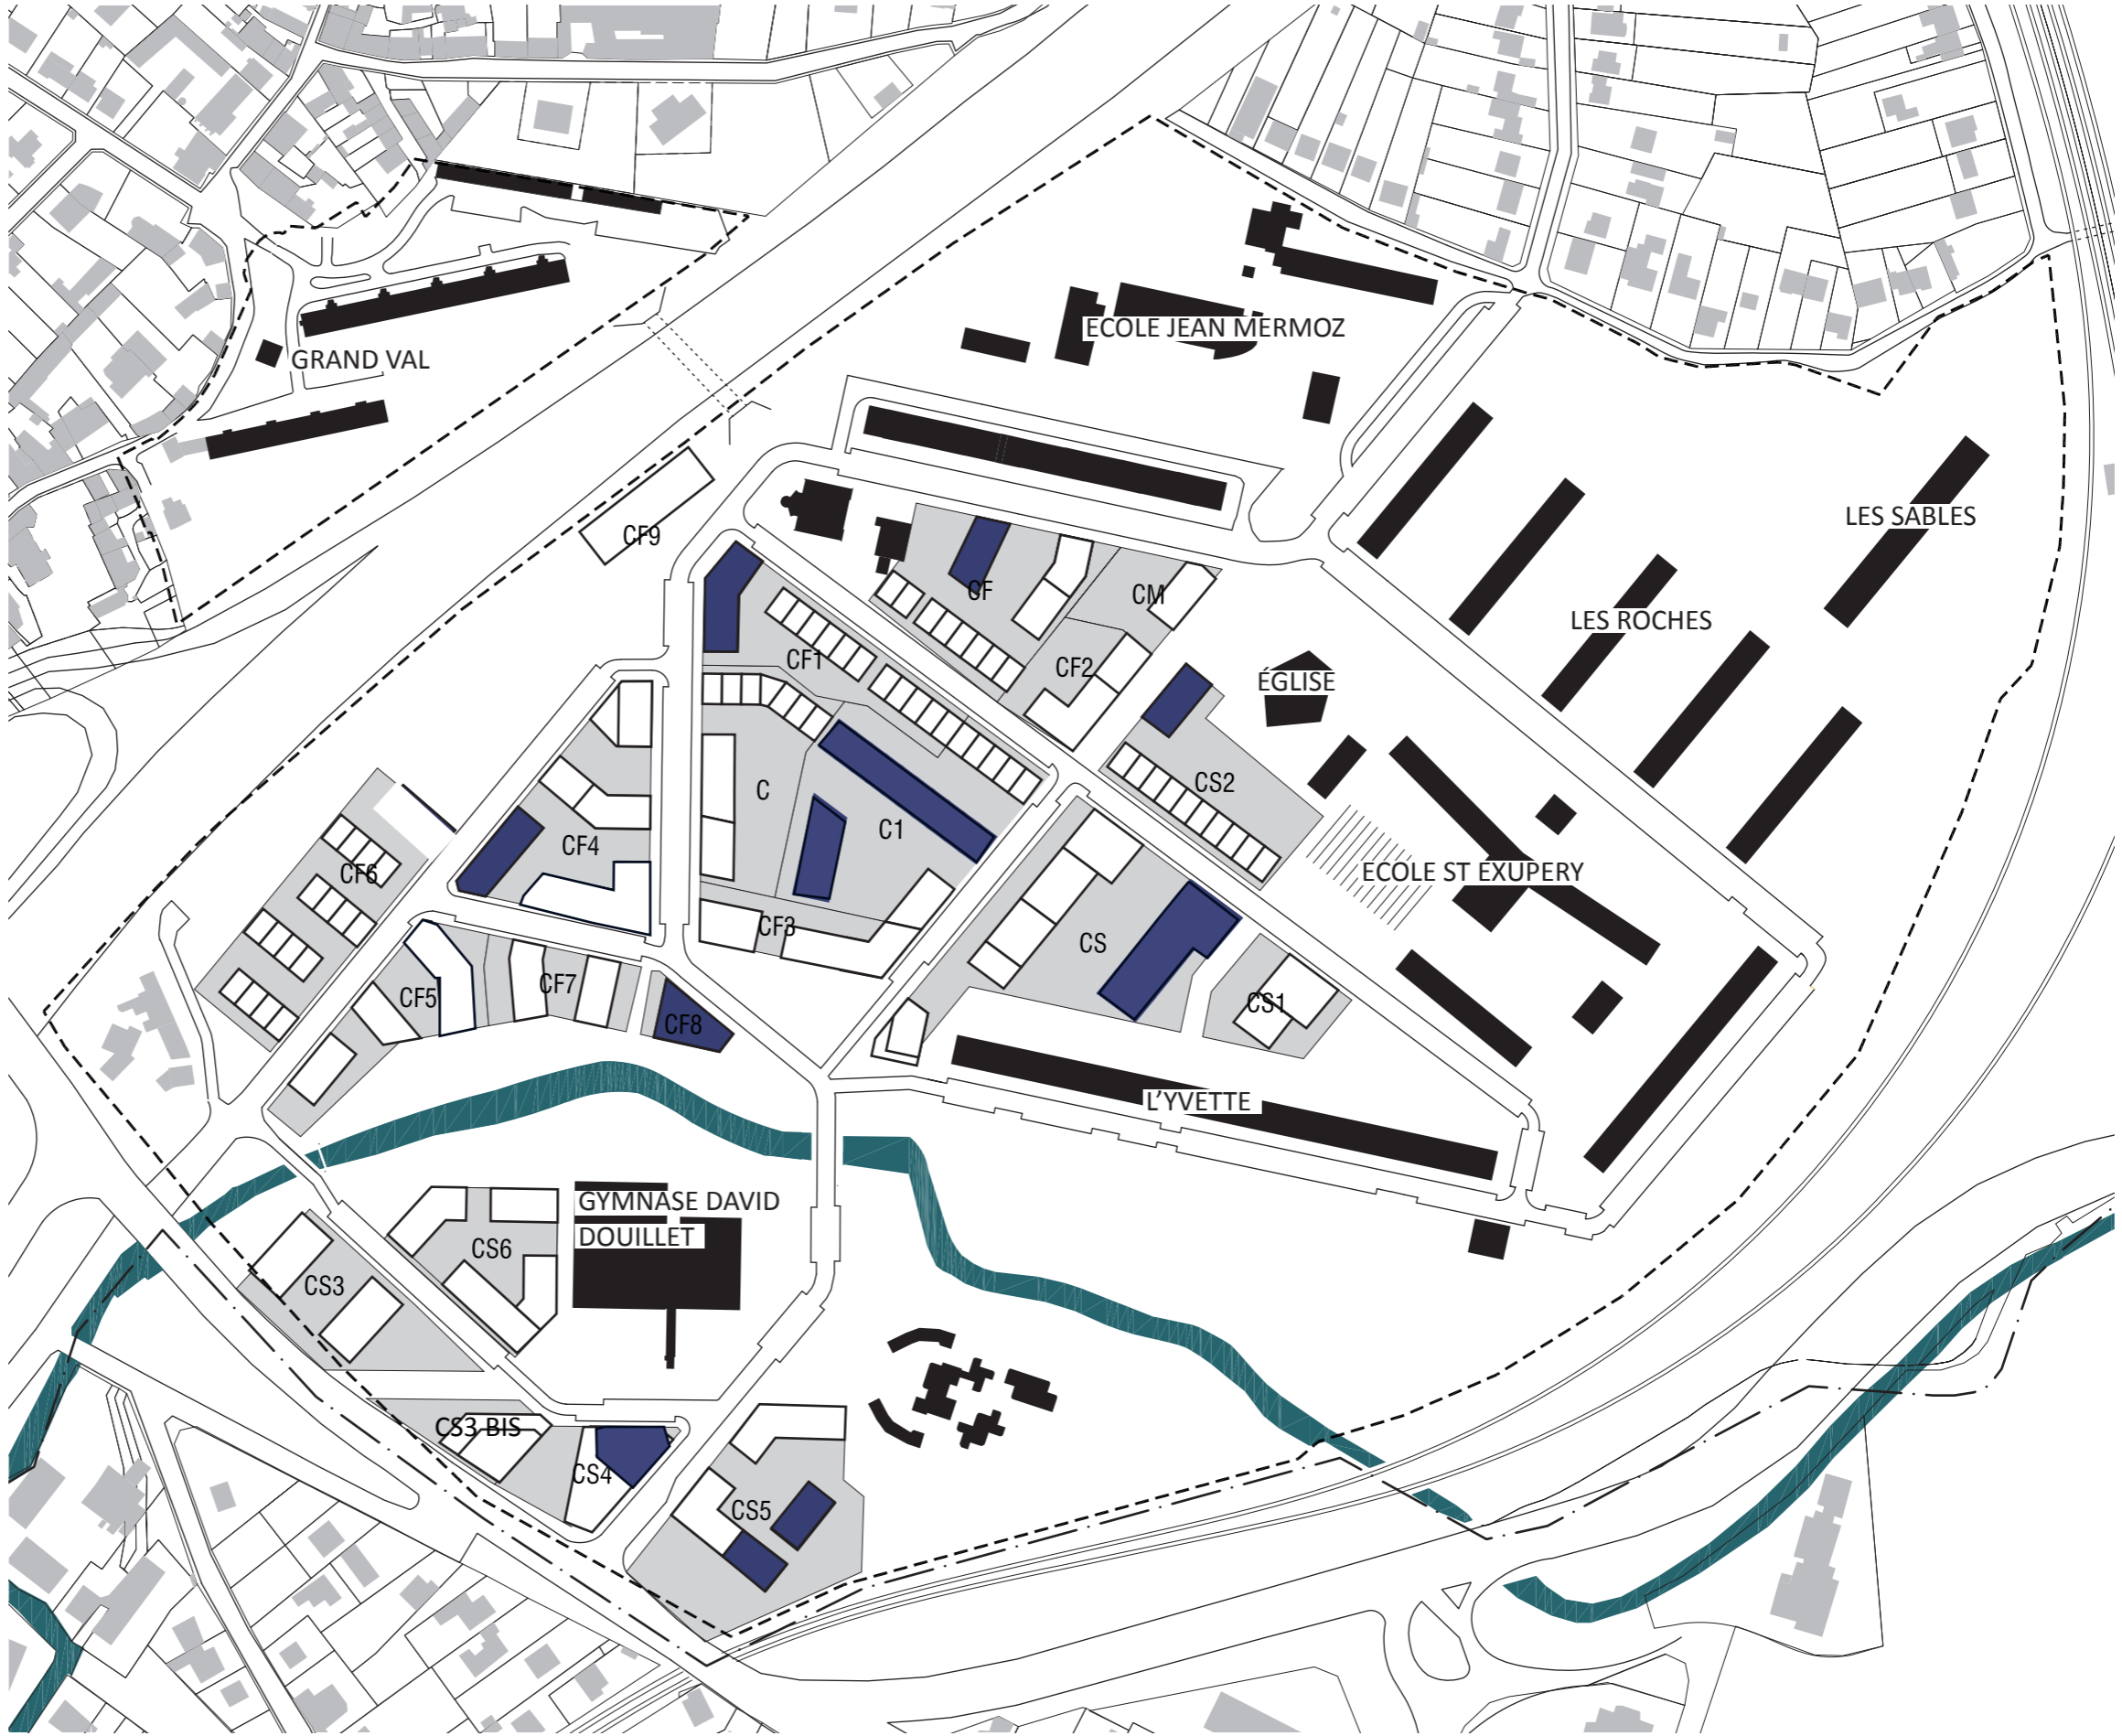 ECOLE JEAN MERMOZ
GRAND VAL
LES SABLES
CF9
CF
CM
LES ROCHES
CF1
CF2
ÉGLISE
C
CS2
C1
CF4
CF6
ECOLE ST EXUPERY
CF3
CS
CF7
CF5
CS1
CF8
L'YVETTE
GYMNASE DAVID
DOUILLET
CS6
CS3
CS3 BIS
CS4
CS5